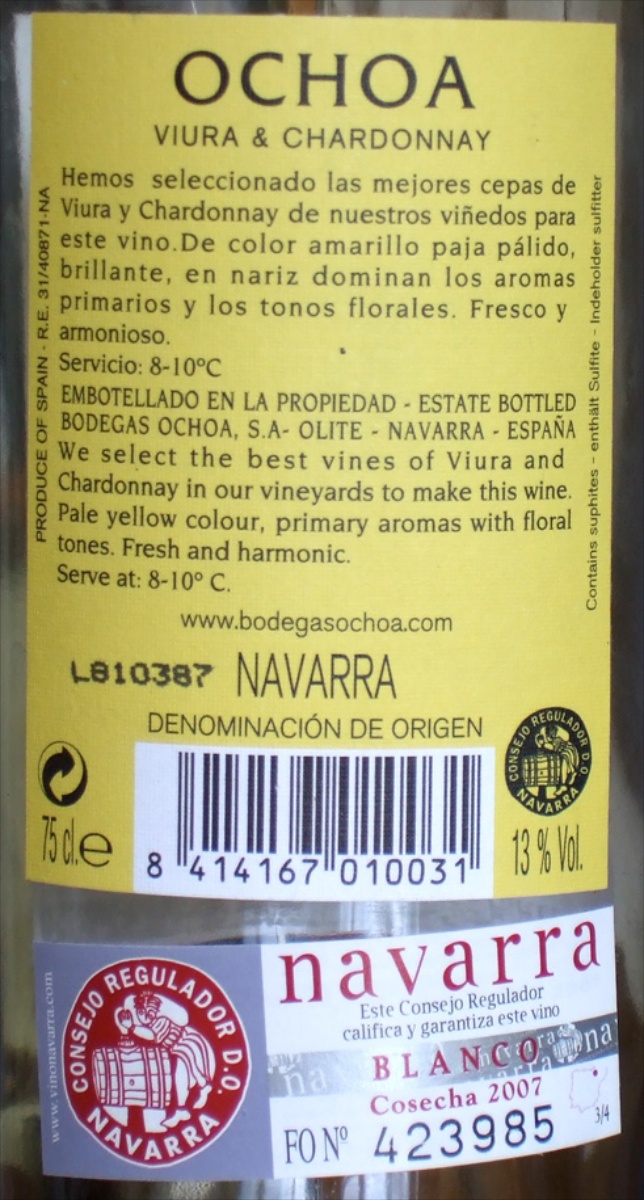 OCHOA
VIURA & CHARDONNAY
Hemos seleccionado las mejores cepas de
Viura y Chardonnay de nuestros viñedos para
este vino.De color amarillo paja pálido,
brillante, en nariz dominan los aromas
primarios y los tonos florales. Fresco y
armonioso.
Servicio: 8-10ºC
EMBOTELLADO EN LA PROPIEDAD - ESTATE BOTTLED
BODEGAS OCHOA, S.A- OLITE - NAVARRA - ESPAÑA
We select the best vines of Viura and
Chardonnay in our vineyards to make this wine.
Pale yellow colour, primary aromas with floral
tones. Fresh and harmonic.
Serve at: 8-10º C.
www.bodegasochoa.com
PRODUCE OF SPAIN - R.E. 31/40871-NA
Contains suphites - enthält Sulfite - Indeholder sulfitter
L810387 NAVARRA
DENOMINACIÓN DE ORIGEN
CONSEJO REGULADOR D.O.
NAVARRA
75 cl.e
8 414167 010031
13 % Vol.
www.vinonavarra.com
CONSEJO REGULADOR D.O.
NAVARRA
navarra
Este Consejo Regulador
califica y garantiza este vino
BLANCO
Cosecha 2007
FO Nº 423985
3/4